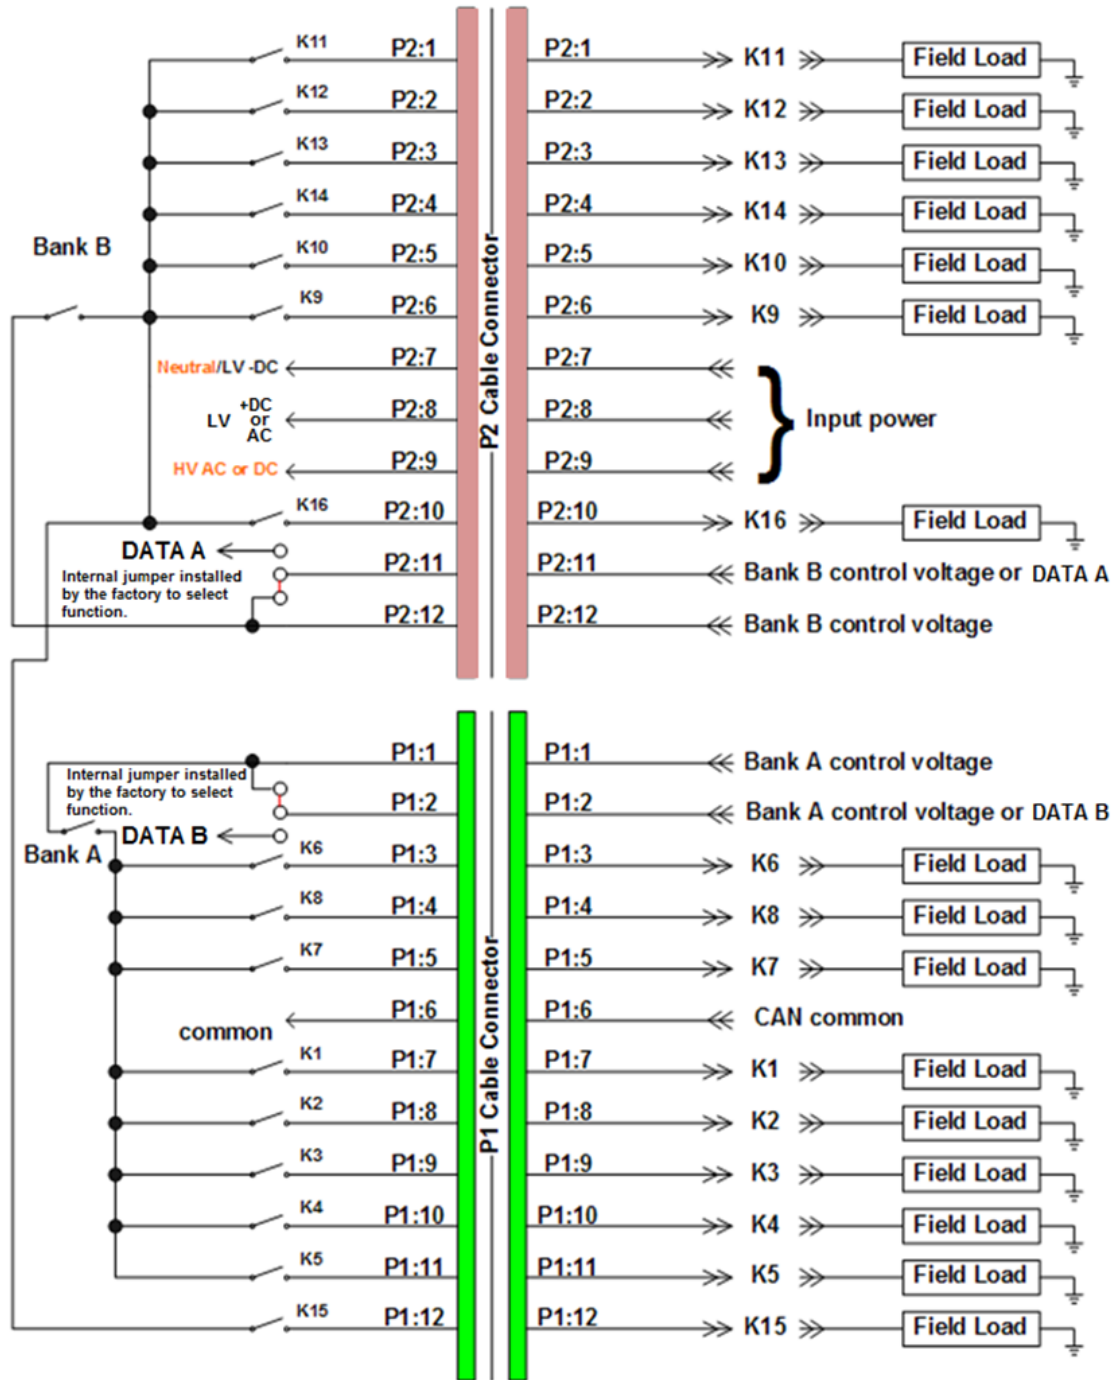 K11 P2:1 P2:1 K11 Field Load
K12 P2:2 P2:2 K12 Field Load
K13 P2:3 P2:3 K13 Field Load
K14 P2:4 P2:4 K14 Field Load
Bank B
K10 P2:5 P2:5 K10 Field Load
K9 P2:6 P2:6 K9 Field Load
P2 Cable Connector
Neutral/LV -DC P2:7 P2:7
LV +DC or AC P2:8 P2:8 Input power
HV AC or DC P2:9 P2:9
K16 P2:10 P2:10 K16 Field Load
DATA A
Internal jumper installed
by the factory to select
function.
P2:11 P2:11 Bank B control voltage or DATA A
P2:12 P2:12 Bank B control voltage
P1:1 P1:1 Bank A control voltage
Internal jumper installed
by the factory to select
function.
P1:2 P1:2 Bank A control voltage or DATA B
DATA B
Bank A
K6 P1:3 P1:3 K6 Field Load
K8 P1:4 P1:4 K8 Field Load
K7 P1:5 P1:5 K7 Field Load
P1 Cable Connector
common P1:6 P1:6 CAN common
K1 P1:7 P1:7 K1 Field Load
K2 P1:8 P1:8 K2 Field Load
K3 P1:9 P1:9 K3 Field Load
K4 P1:10 P1:10 K4 Field Load
K5 P1:11 P1:11 K5 Field Load
K15 P1:12 P1:12 K15 Field Load